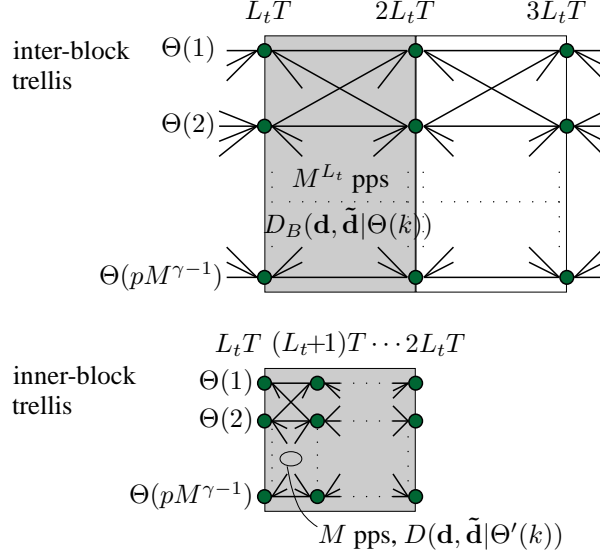 L_tT 2L_tT 3L_tT
inter-block
trellis
Θ(1)
Θ(2)
M^{L_t} pps
D_B(d, d̃|Θ(k))
Θ(pM^{γ−1})
L_tT (L_t+1)T ··· 2L_tT
inner-block
trellis
Θ(1)
Θ(2)
Θ(pM^{γ−1})
M pps, D(d, d̃|Θ′(k))